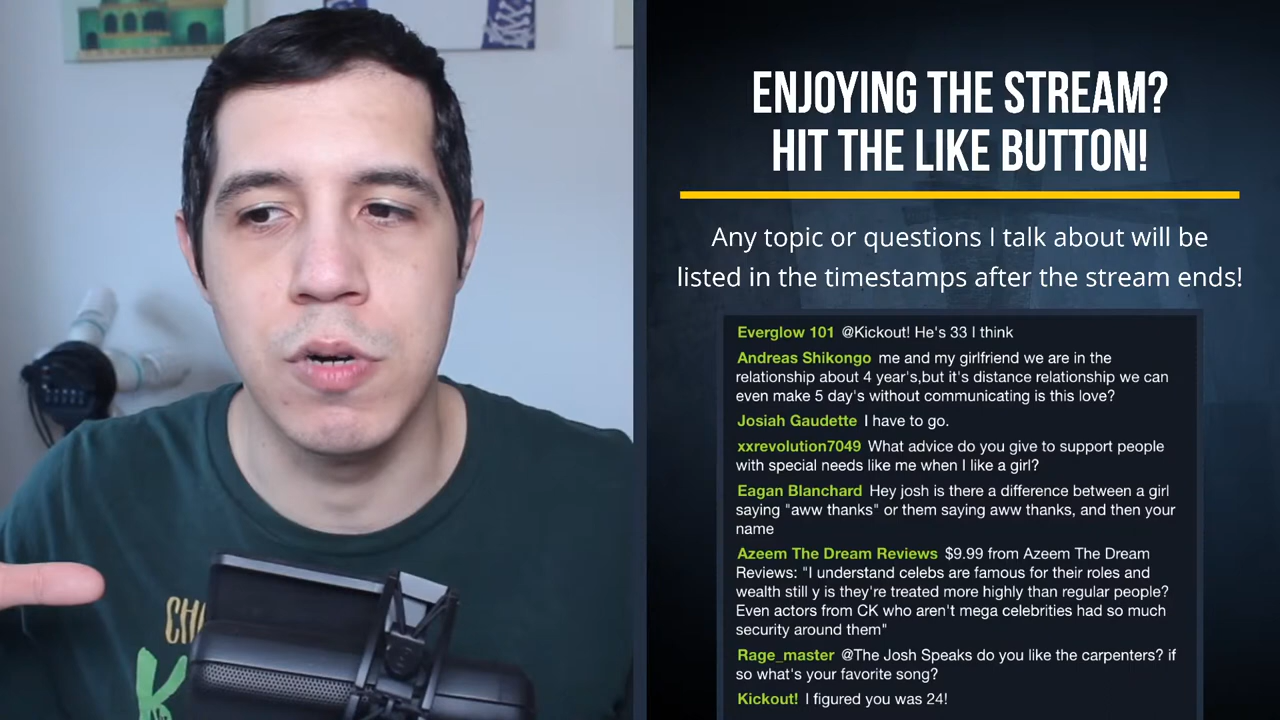 ENJOYING THE STREAM?
HIT THE LIKE BUTTON!
Any topic or questions I talk about will be
listed in the timestamps after the stream ends!
Everglow 101 @Kickout! He's 33 I think
Andreas Shikongo me and my girlfriend we are in the
relationship about 4 year's,but it's distance relationship we can
even make 5 day's without communicating is this love?
Josiah Gaudette I have to go.
xxrevolution7049 What advice do you give to support people
with special needs like me when I like a girl?
Eagan Blanchard Hey josh is there a difference between a girl
saying "aww thanks" or them saying aww thanks, and then your
name
Azeem The Dream Reviews $9.99 from Azeem The Dream
Reviews: "I understand celebs are famous for their roles and
wealth still y is they're treated more highly than regular people?
Even actors from CK who aren't mega celebrities had so much
security around them"
Rage_master @The Josh Speaks do you like the carpenters? if
so what's your favorite song?
Kickout! I figured you was 24!